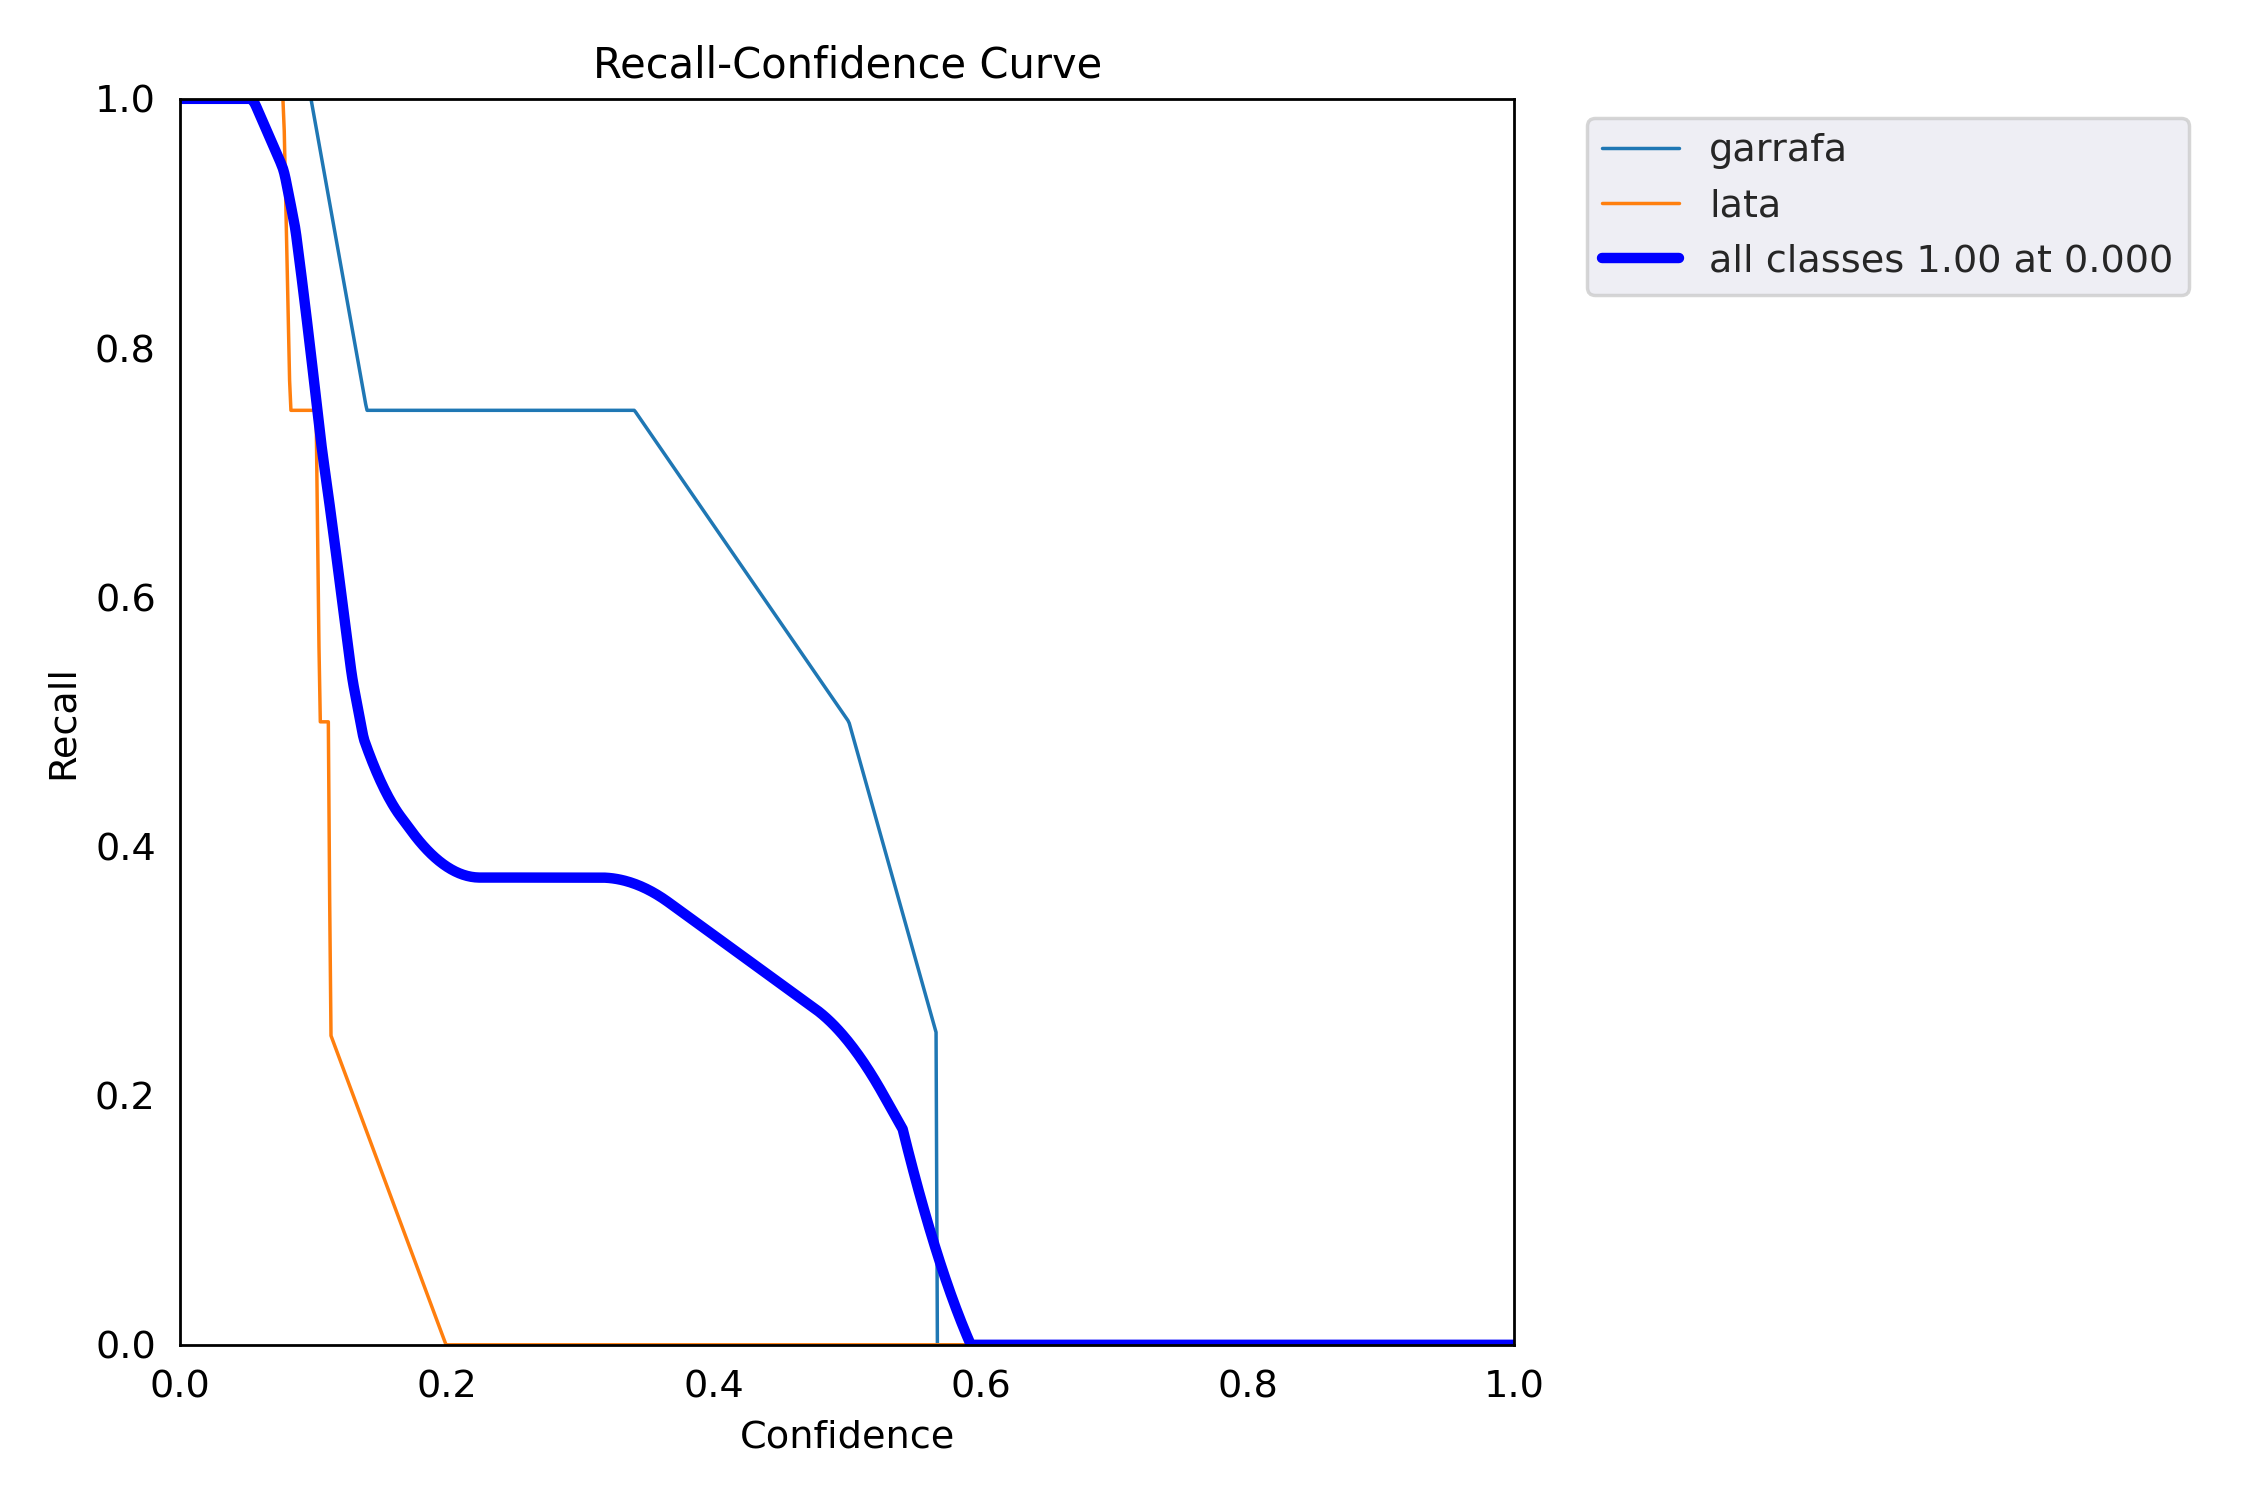 Recall-Confidence Curve
1.0
0.8
0.6
0.4
0.2
0.0
Recall
0.0 0.2 0.4 0.6 0.8 1.0
Confidence
garrafa
lata
all classes 1.00 at 0.000